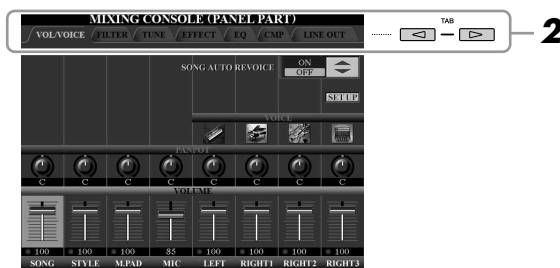 MIXING CONSOLE (PANEL PART)
VOL/VOICE FILTER TUNE EFFECT EQ CMP LINE OUT
TAB
2
SONG AUTO REVOICE ON
OFF
SETUP
VOICE
PANPOT
C C C C C C C C
VOLUME
100 100 100 85 100 100 100 100
SONG STYLE M.PAD MIC LEFT RIGHT1 RIGHT2 RIGHT3